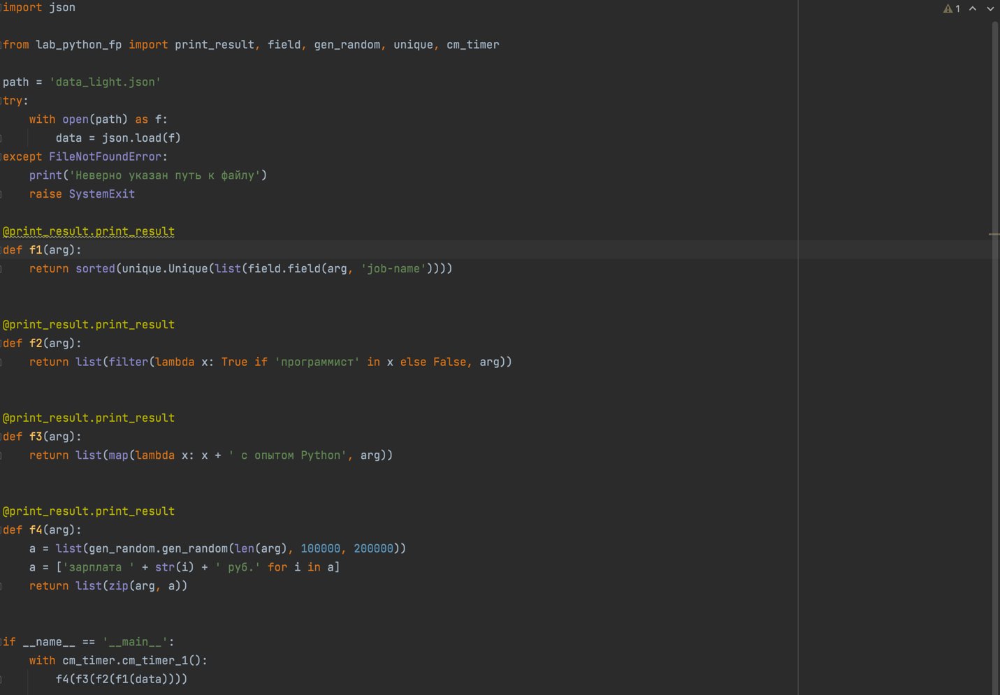 import json
from lab_python_fp import print_result, field, gen_random, unique, cm_timer
path = 'data_light.json'
try:
    with open(path) as f:
        data = json.load(f)
except FileNotFoundError:
    print('Неверно указан путь к файлу')
    raise SystemExit
@print_result.print_result
def f1(arg):
    return sorted(unique.Unique(list(field.field(arg, 'job-name'))))
@print_result.print_result
def f2(arg):
    return list(filter(lambda x: True if 'программист' in x else False, arg))
@print_result.print_result
def f3(arg):
    return list(map(lambda x: x + ' с опытом Python', arg))
@print_result.print_result
def f4(arg):
    a = list(gen_random.gen_random(len(arg), 100000, 200000))
    a = ['зарплата ' + str(i) + ' руб.' for i in a]
    return list(zip(arg, a))
if __name__ == '__main__':
    with cm_timer.cm_timer_1():
        f4(f3(f2(f1(data))))
1